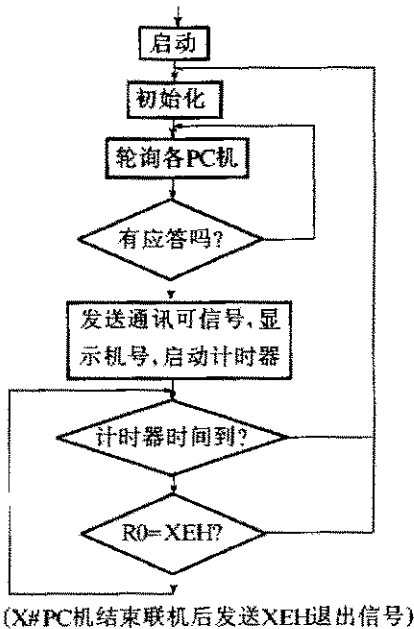 启动
初始化
轮询各PC机
有应答吗?
发送通讯可信号,显
示机号,启动计时器
计时器时间到?
R0=XEH?
(X#PC机结束联机后发送XEH退出信号)